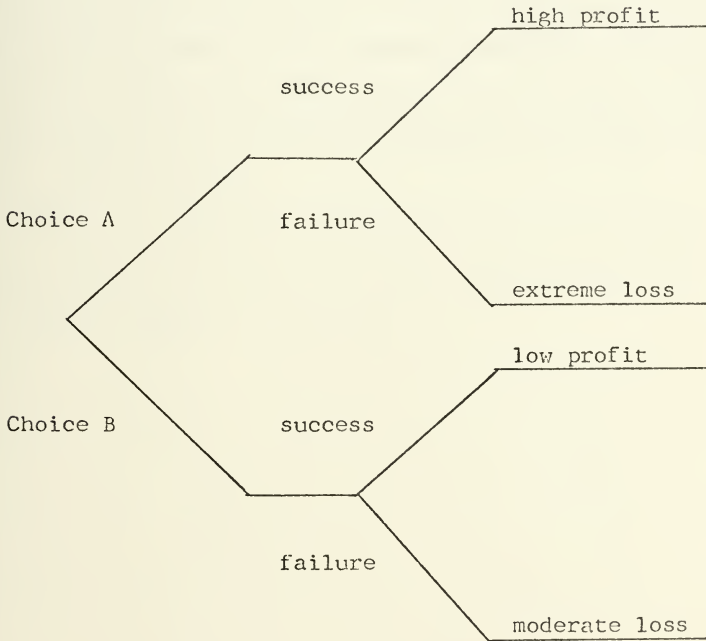 high profit
success
Choice A
failure
extreme loss
low profit
Choice B
success
failure
moderate loss